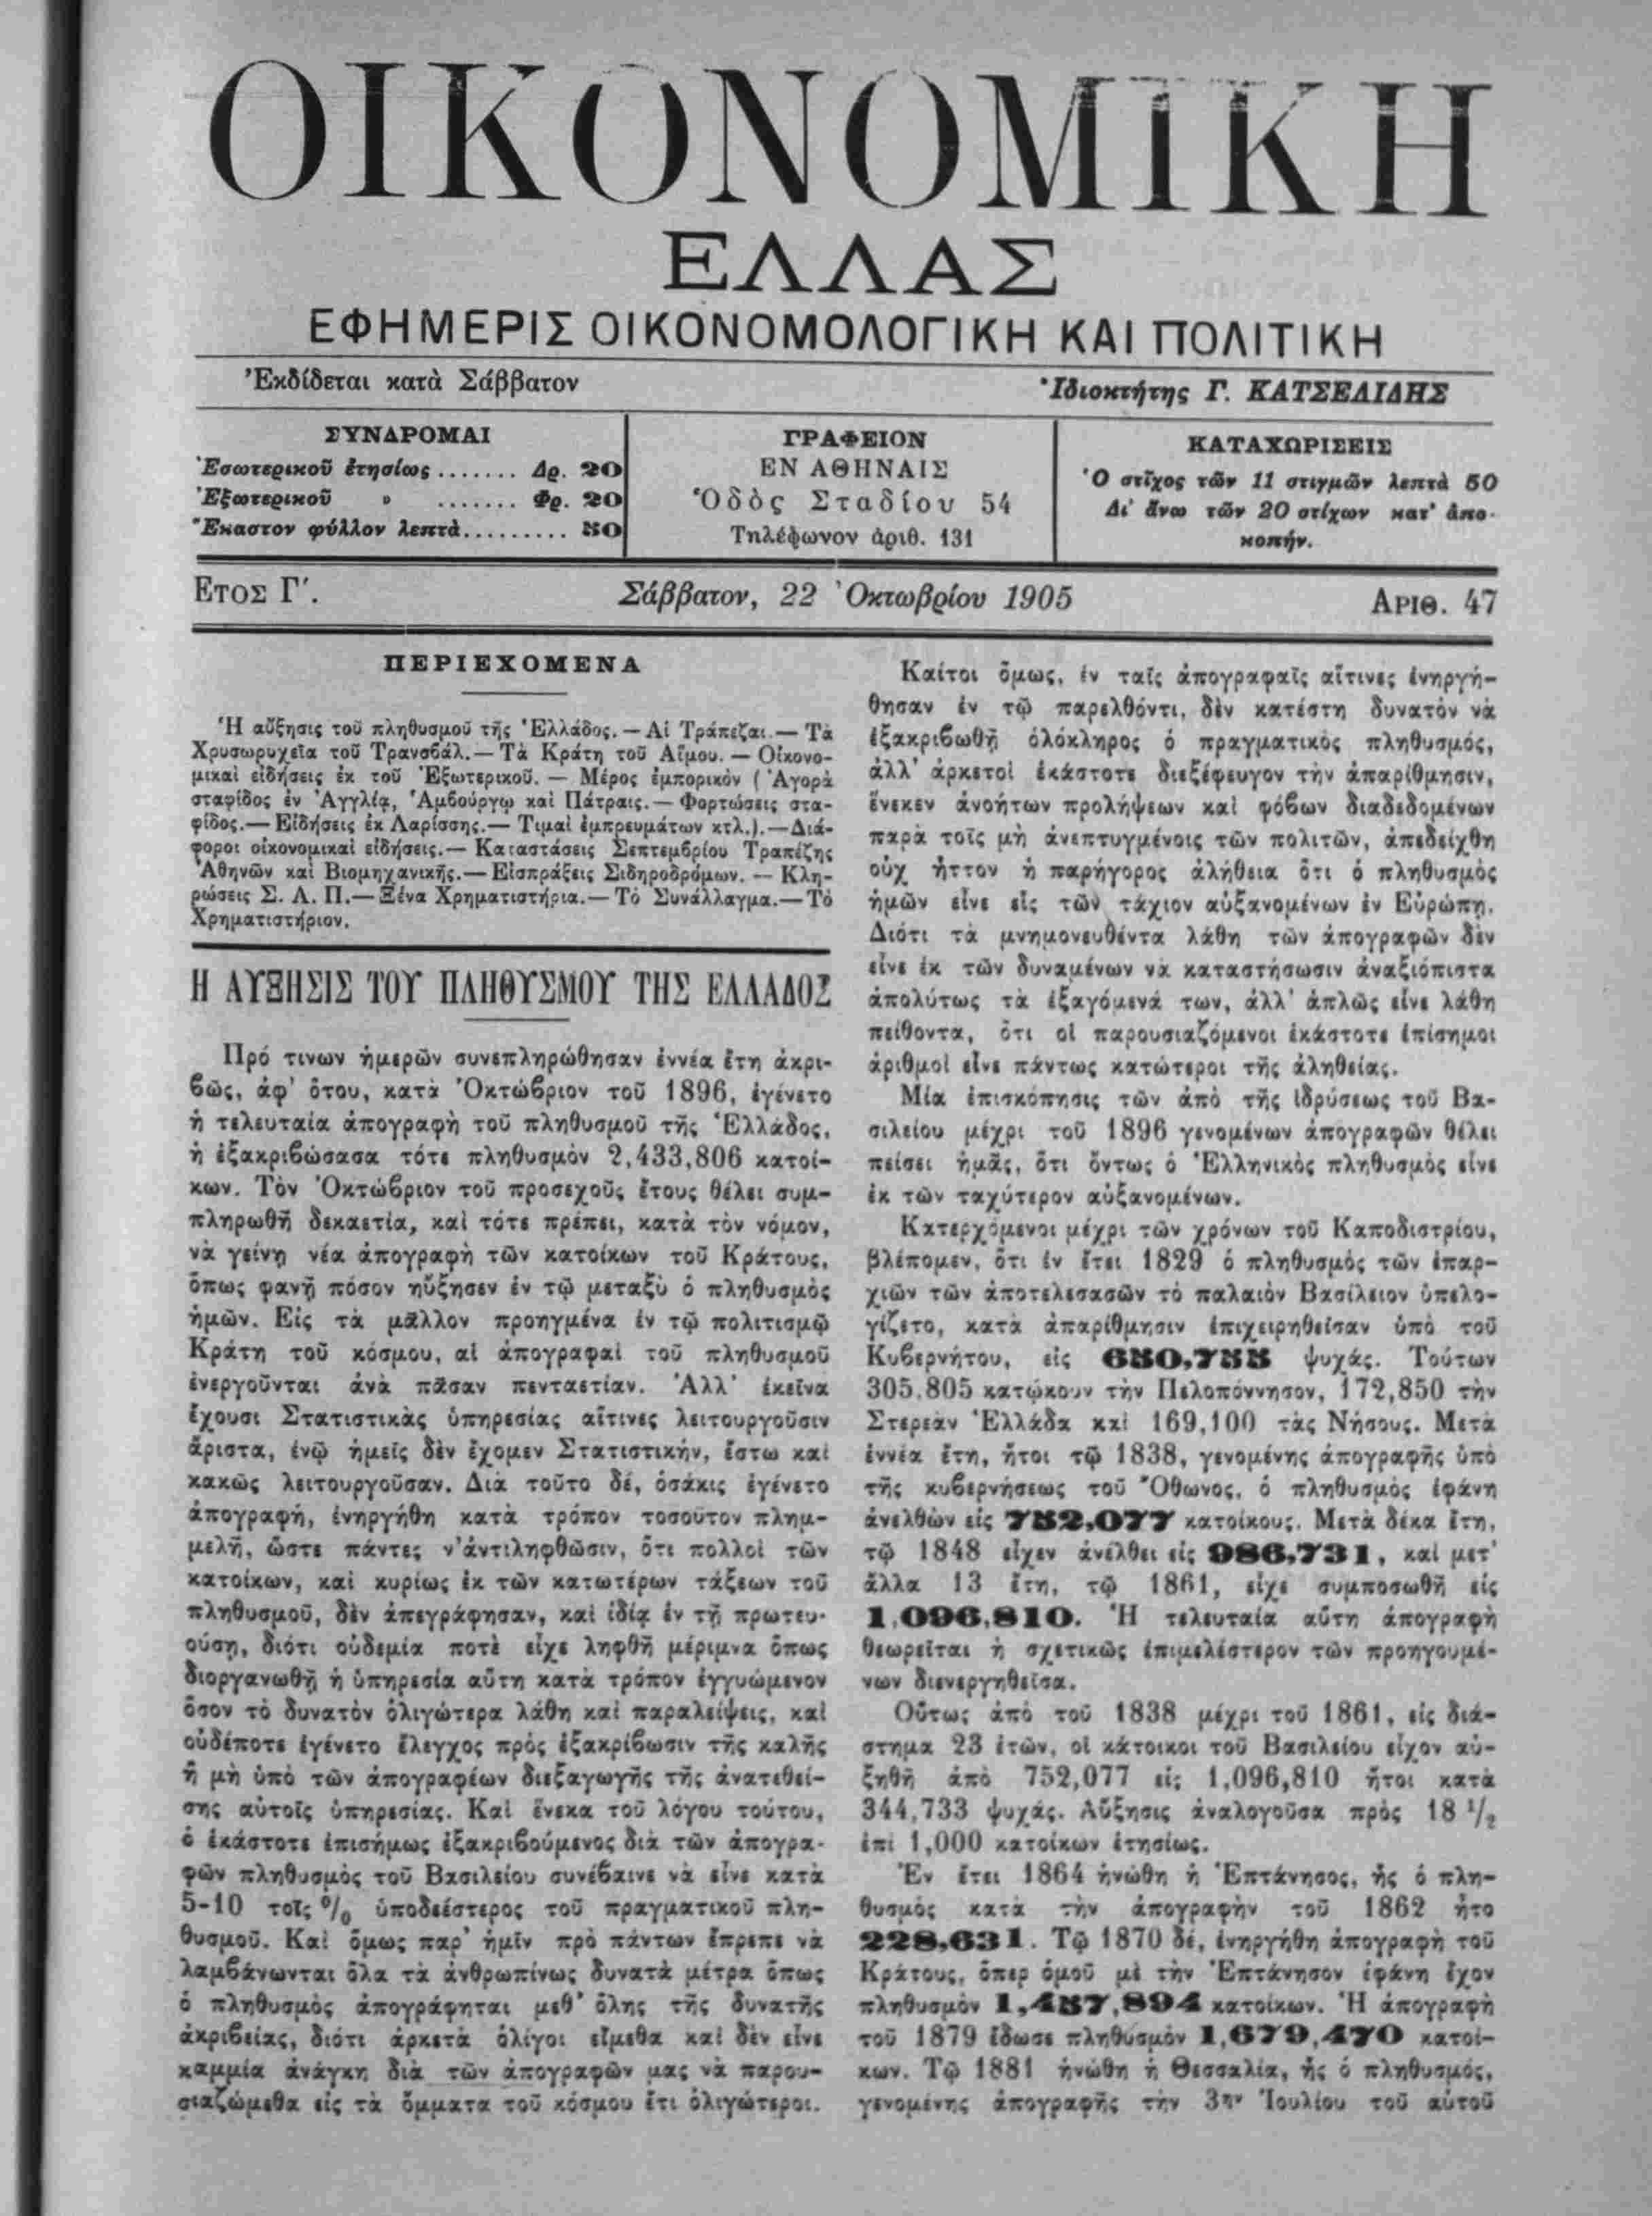 ΟΙΚΟΝΟΜΙΚΗ
ΕΛΛΑΣ
ΕΦΗΜΕΡΙΣ ΟΙΚΟΝΟΜΟΛΟΓΙΚΗ ΚΑΙ ΠΟΛΙΤΙΚΗ
Ἐκδίδεται κατὰ Σάββατον
Ἰδιοκτήτης Γ. ΚΑΤΣΕΛΙΔΗΣ
ΣΥΝΔΡΟΜΑΙ
Ἐσωτερικοῦ ἐτησίως ....... Δρ. 20
Ἐξωτερικοῦ » ....... Φρ. 20
Ἕκαστον φύλλον λεπτὰ......... 50
ΓΡΑΦΕΙΟΝ
ΕΝ ΑΘΗΝΑΙΣ
Ὁδὸς Σταδίου 54
Τηλέφωνον ἀριθ. 131
ΚΑΤΑΧΩΡΙΣΕΙΣ
Ὁ στῖχος τῶν 11 στιγμῶν λεπτὰ 50
Δι' ἄνω τῶν 20 στίχων κατ' ἀπο-
κοπήν.
ΕΤΟΣ Γ'.
Σάββατον, 22 Ὀκτωβρίου 1905
ΑΡΙΘ. 47
ΠΕΡΙΕΧΟΜΕΝΑ
Ἡ αὔξησις τοῦ πληθυσμοῦ τῆς Ἑλλάδος. — Αἱ Τράπεζαι. — Τὰ
Χρυσωρυχεῖα τοῦ Τρανσβάλ. — Τὰ Κράτη τοῦ Αἵμου. — Οἰκονο-
μικαὶ εἰδήσεις ἐκ τοῦ Ἐξωτερικοῦ. — Μέρος ἐμπορικόν (Ἀγορὰ
σταφίδος ἐν Ἀγγλίᾳ, Ἁμβούργῳ καὶ Πάτραις. — Φορτώσεις στα-
φίδος. — Εἰδήσεις ἐκ Λαρίσσης. — Τιμαὶ ἐμπρευμάτων κτλ.). — Διά-
φοροι οἰκονομικαὶ εἰδήσεις. — Καταστάσεις Σεπτεμβρίου Τραπέζης
Ἀθηνῶν καὶ Βιομηχανικῆς. — Εἰσπράξεις Σιδηροδρόμων. — Κλη-
ρώσεις Σ. Λ. Π. — Ξένα Χρηματιστήρια. — Τὸ Συνάλλαγμα. — Τὸ
Χρηματιστήριον.
Η ΑΥΞΗΣΙΣ ΤΟΥ ΠΛΗΘΥΣΜΟΥ ΤΗΣ ΕΛΛΑΔΟΣ
Πρό τινων ἡμερῶν συνεπληρώθησαν ἐννέα ἔτη ἀκρι-
βῶς, ἀφ' ὅτου, κατὰ Ὀκτώβριον τοῦ 1896, ἐγένετο
ἡ τελευταία ἀπογραφὴ τοῦ πληθυσμοῦ τῆς Ἑλλάδος,
ἡ ἐξακριβώσασα τότε πληθυσμὸν 2,433,806 κατοί-
κων. Τὸν Ὀκτώβριον τοῦ προσεχοῦς ἔτους θέλει συμ-
πληρωθῆ δεκαετία, καὶ τότε πρέπει, κατὰ τὸν νόμον,
νὰ γείνῃ νέα ἀπογραφὴ τῶν κατοίκων τοῦ Κράτους,
ὅπως φανῇ πόσον ηὔξησεν ἐν τῷ μεταξὺ ὁ πληθυσμὸς
ἡμῶν. Εἰς τὰ μᾶλλον προηγμένα ἐν τῷ πολιτισμῷ
Κράτη τοῦ κόσμου, αἱ ἀπογραφαὶ τοῦ πληθυσμοῦ
ἐνεργοῦνται ἀνὰ πᾶσαν πενταετίαν. Ἀλλ' ἐκεῖνα
ἔχουσι Στατιστικὰς ὑπηρεσίας αἵτινες λειτουργοῦσιν
ἄριστα, ἐνῷ ἡμεῖς δὲν ἔχομεν Στατιστικήν, ἔστω καὶ
κακῶς λειτουργοῦσαν. Διὰ τοῦτο δέ, ὁσάκις ἐγένετο
ἀπογραφή, ἐνηργήθη κατὰ τρόπον τοσοῦτον πλημ-
μελῆ, ὥστε πάντες ν' ἀντιληφθῶσιν, ὅτι πολλοὶ τῶν
κατοίκων, καὶ κυρίως ἐκ τῶν κατωτέρων τάξεων τοῦ
πληθυσμοῦ, δὲν ἀπεγράφησαν, καὶ ἰδίᾳ ἐν τῇ πρωτευ-
ούσῃ, διότι οὐδεμία ποτὲ εἶχε ληφθῆ μέριμνα ὅπως
διοργανωθῇ ἡ ὑπηρεσία αὕτη κατὰ τρόπον ἐγγυώμενον
ὅσον τὸ δυνατὸν ὀλιγώτερα λάθη καὶ παραλείψεις, καὶ
οὐδέποτε ἐγένετο ἔλεγχος πρὸς ἐξακρίβωσιν τῆς καλῆς
ἢ μὴ ὑπὸ τῶν ἀπογραφέων διεξαγωγῆς τῆς ἀνατεθεί-
σης αὐτοῖς ὑπηρεσίας. Καὶ ἕνεκα τοῦ λόγου τούτου,
ὁ ἑκάστοτε ἐπισήμως ἐξακριβούμενος διὰ τῶν ἀπογρα-
φῶν πληθυσμὸς τοῦ Βασιλείου συνέβαινε νὰ εἶνε κατὰ
5-10 τοῖς % ὑποδεέστερος τοῦ πραγματικοῦ πλη-
θυσμοῦ. Καὶ ὅμως παρ' ἡμῖν πρὸ πάντων ἔπρεπε νὰ
λαμβάνωνται ὅλα τὰ ἀνθρωπίνως δυνατὰ μέτρα ὅπως
ὁ πληθυσμὸς ἀπογράφηται μεθ' ὅλης τῆς δυνατῆς
ἀκριβείας, διότι ἀρκετὰ ὀλίγοι εἴμεθα καὶ δὲν εἶνε
καμμία ἀνάγκη διὰ τῶν ἀπογραφῶν μας νὰ παρου-
σιαζώμεθα εἰς τὰ ὄμματα τοῦ κόσμου ἔτι ὀλιγώτεροι.
Καίτοι ὅμως, ἐν ταῖς ἀπογραφαῖς αἵτινες ἐνηργή-
θησαν ἐν τῷ παρελθόντι, δὲν κατέστη δυνατὸν νὰ
ἐξακριβωθῇ ὁλόκληρος ὁ πραγματικὸς πληθυσμός,
ἀλλ' ἀρκετοὶ ἑκάστοτε διεξέφευγον τὴν ἀπαρίθμησιν,
ἕνεκεν ἀνοήτων προλήψεων καὶ φόβων διαδεδομένων
παρὰ τοῖς μὴ ἀνεπτυγμένοις τῶν πολιτῶν, ἀπεδείχθη
οὐχ ἧττον ἡ παρήγορος ἀλήθεια ὅτι ὁ πληθυσμὸς
ἡμῶν εἶνε εἷς τῶν τάχιον αὐξανομένων ἐν Εὐρώπῃ.
Διότι τὰ μνημονευθέντα λάθη τῶν ἀπογραφῶν δὲν
εἶνε ἐκ τῶν δυναμένων νὰ καταστήσωσιν ἀναξιόπιστα
ἀπολύτως τὰ ἐξαγόμενά των, ἀλλ' ἁπλῶς εἶνε λάθη
πείθοντα, ὅτι οἱ παρουσιαζόμενοι ἑκάστοτε ἐπίσημοι
ἀριθμοὶ εἶνε πάντως κατώτεροι τῆς ἀληθείας.
Μία ἐπισκόπησις τῶν ἀπὸ τῆς ἱδρύσεως τοῦ Βα-
σιλείου μέχρι τοῦ 1896 γενομένων ἀπογραφῶν θέλει
πείσει ἡμᾶς, ὅτι ὄντως ὁ Ἑλληνικὸς πληθυσμὸς εἶνε
ἐκ τῶν ταχύτερον αὐξανομένων.
Κατερχόμενοι μέχρι τῶν χρόνων τοῦ Καποδιστρίου,
βλέπομεν, ὅτι ἐν ἔτει 1829 ὁ πληθυσμὸς τῶν ἐπαρ-
χιῶν τῶν ἀποτελεσασῶν τὸ παλαιὸν Βασίλειον ὑπελο-
γίζετο, κατὰ ἀπαρίθμησιν ἐπιχειρηθεῖσαν ὑπὸ τοῦ
Κυβερνήτου, εἰς 650,755 ψυχάς. Τούτων
305,805 κατῴκουν τὴν Πελοπόννησον, 172,850 τὴν
Στερεὰν Ἑλλάδα καὶ 169,100 τὰς Νήσους. Μετὰ
ἐννέα ἔτη, ἤτοι τῷ 1838, γενομένης ἀπογραφῆς ὑπὸ
τῆς κυβερνήσεως τοῦ Ὄθωνος, ὁ πληθυσμὸς ἐφάνη
ἀνελθὼν εἰς 752,077 κατοίκους. Μετὰ δέκα ἔτη,
τῷ 1848 εἶχεν ἀνέλθει εἰς 986,731, καὶ μετ'
ἄλλα 13 ἔτη, τῷ 1861, εἶχε συμποσωθῆ εἰς
1,096,810. Ἡ τελευταία αὕτη ἀπογραφὴ
θεωρεῖται ἡ σχετικῶς ἐπιμελέστερον τῶν προηγουμέ-
νων διενεργηθεῖσα.
Οὕτως ἀπὸ τοῦ 1838 μέχρι τοῦ 1861, εἰς διά-
στημα 23 ἐτῶν, οἱ κάτοικοι τοῦ Βασιλείου εἶχον αὐ-
ξηθῆ ἀπὸ 752,077 εἰς 1,096,810 ἤτοι κατὰ
344,733 ψυχάς. Αὔξησις ἀναλογοῦσα πρὸς 18 1/2
ἐπὶ 1,000 κατοίκων ἐτησίως.
Ἐν ἔτει 1864 ἡνώθη ἡ Ἑπτάνησος, ἧς ὁ πλη-
θυσμὸς κατὰ τὴν ἀπογραφὴν τοῦ 1862 ἦτο
228,631. Τῷ 1870 δέ, ἐνηργήθη ἀπογραφὴ τοῦ
Κράτους, ὅπερ ὁμοῦ μὲ τὴν Ἑπτάνησον ἐφάνη ἔχον
πληθυσμὸν 1,457,894 κατοίκων. Ἡ ἀπογραφὴ
τοῦ 1879 ἔδωσε πληθυσμὸν 1,679,470 κατοί-
κων. Τῷ 1881 ἡνώθη ἡ Θεσσαλία, ἧς ὁ πληθυσμός,
γενομένης ἀπογραφῆς τὴν 3ην Ἰουλίου τοῦ αὐτοῦ